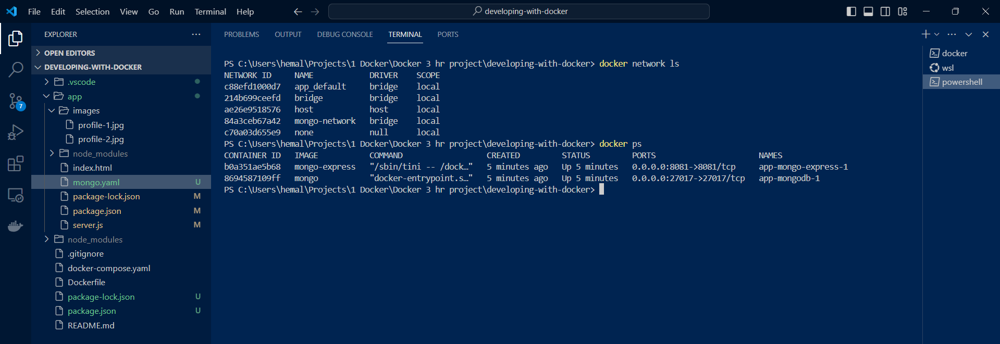 File Edit Selection View Go Run Terminal Help developing-with-docker
EXPLORER
OPEN EDITORS
DEVELOPING-WITH-DOCKER
.vscode
app
images
profile-1.jpg
profile-2.jpg
node_modules
index.html
mongo.yaml U
package-lock.json M
package.json M
server.js M
node_modules
.gitignore
docker-compose.yaml
Dockerfile
package-lock.json U
package.json U
README.md
7
PROBLEMS OUTPUT DEBUG CONSOLE TERMINAL PORTS
PS C:\Users\hemal\Projects\1 Docker\Docker 3 hr project\developing-with-docker> docker network ls
NETWORK ID NAME DRIVER SCOPE
c88efd1000d7 app_default bridge local
214b699ceefd bridge bridge local
ae26e9518576 host host local
84a3ceb67a42 mongo-network bridge local
c70a03d655e9 none null local
PS C:\Users\hemal\Projects\1 Docker\Docker 3 hr project\developing-with-docker> docker ps
CONTAINER ID IMAGE COMMAND CREATED STATUS PORTS NAMES
b0a351ae5b68 mongo-express "/sbin/tini -- /dock…" 5 minutes ago Up 5 minutes 0.0.0.0:8081->8081/tcp app-mongo-express-1
8694587109ff mongo "docker-entrypoint.s…" 5 minutes ago Up 5 minutes 0.0.0.0:27017->27017/tcp app-mongodb-1
PS C:\Users\hemal\Projects\1 Docker\Docker 3 hr project\developing-with-docker>
docker
wsl
powershell